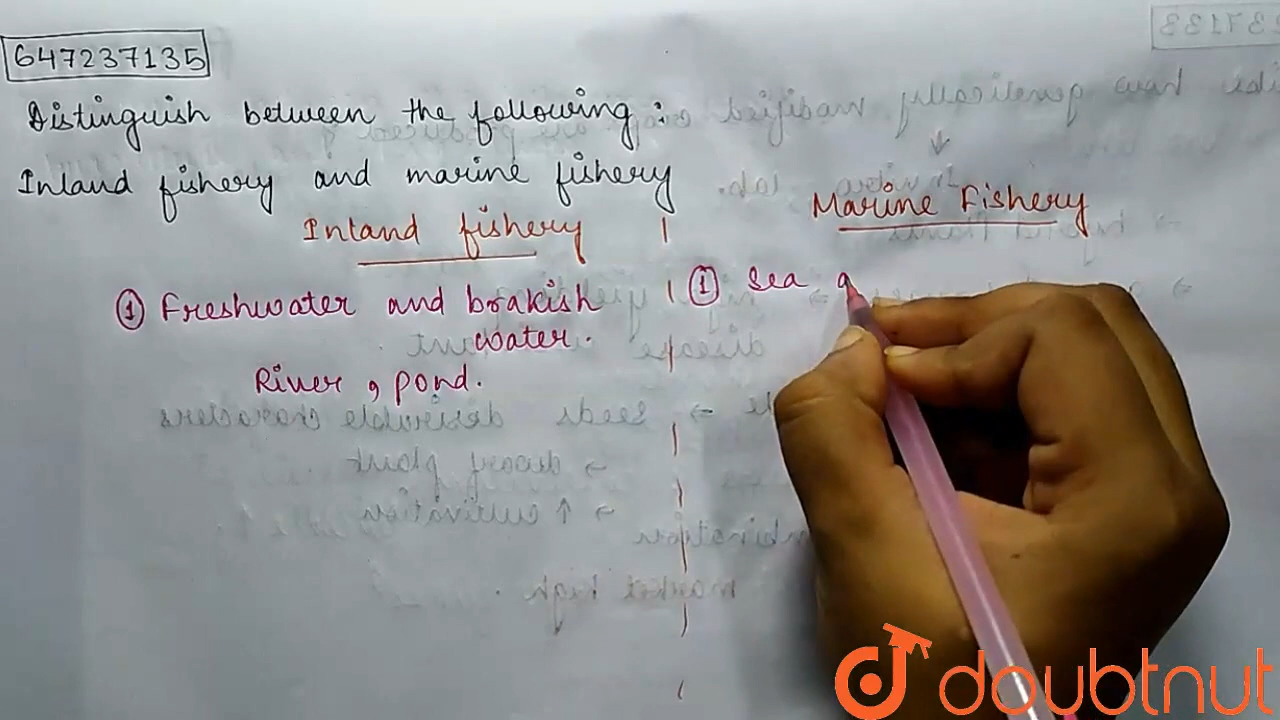 647237135
Distinguish between the following :
Inland fishery and marine fishery
Inland fishery
① Freshwater and brakish
water.
River, pond.
Marine Fishery
① Sea a
doubtnut